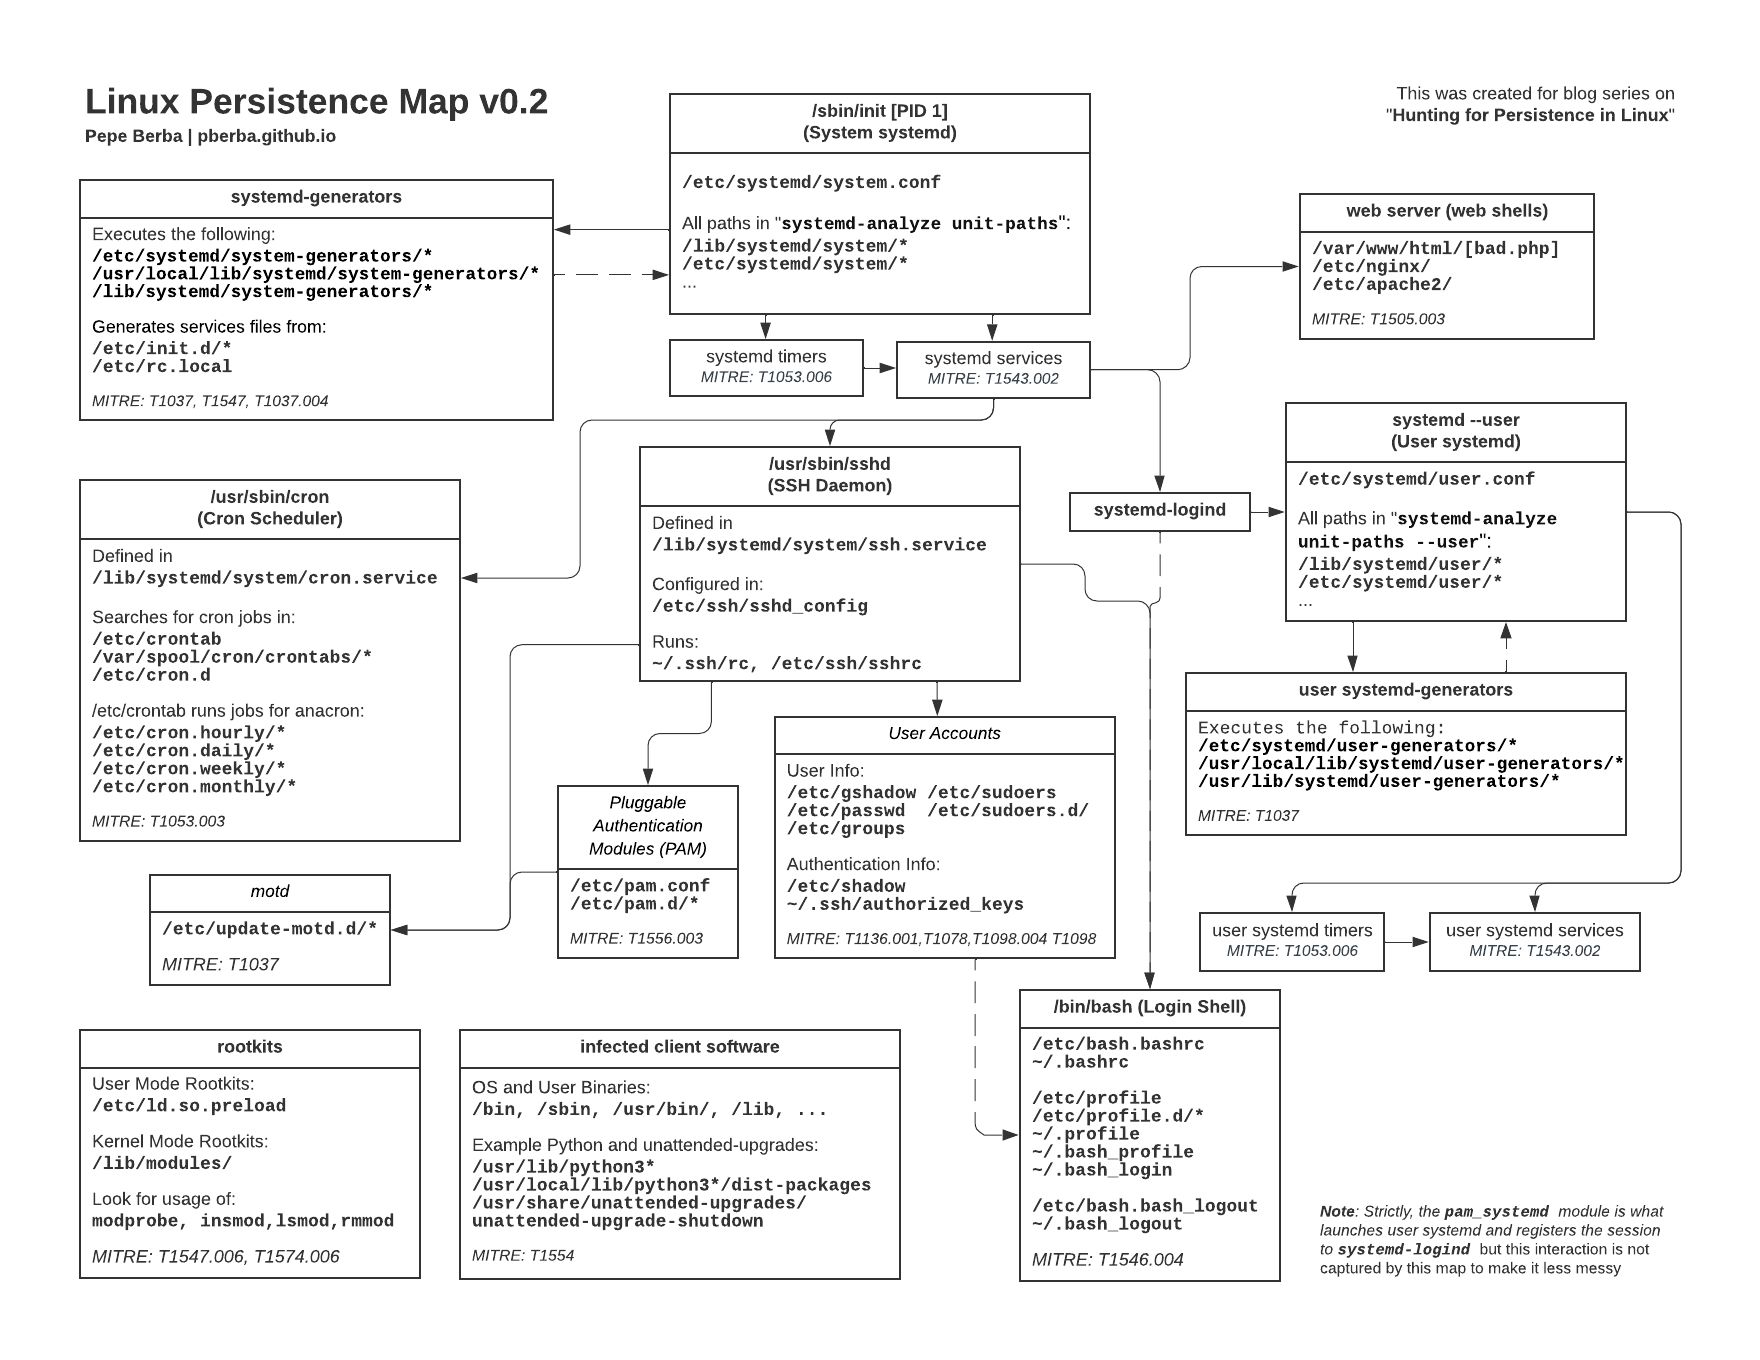 Linux Persistence Map v0.2
Pepe Berba | pberba.github.io
This was created for blog series on
"Hunting for Persistence in Linux"
/sbin/init [PID 1]
(System systemd)
/etc/systemd/system.conf
All paths in "systemd-analyze unit-paths":
/lib/systemd/system/*
/etc/systemd/system/*
...
systemd-generators
Executes the following:
/etc/systemd/system-generators/*
/usr/local/lib/systemd/system-generators/*
/lib/systemd/system-generators/*
Generates services files from:
/etc/init.d/*
/etc/rc.local
MITRE: T1037, T1547, T1037.004
systemd timers
MITRE: T1053.006
systemd services
MITRE: T1543.002
web server (web shells)
/var/www/html/[bad.php]
/etc/nginx/
/etc/apache2/
MITRE: T1505.003
/usr/sbin/cron
(Cron Scheduler)
Defined in
/lib/systemd/system/cron.service
Searches for cron jobs in:
/etc/crontab
/var/spool/cron/crontabs/*
/etc/cron.d
/etc/crontab runs jobs for anacron:
/etc/cron.hourly/*
/etc/cron.daily/*
/etc/cron.weekly/*
/etc/cron.monthly/*
MITRE: T1053.003
/usr/sbin/sshd
(SSH Daemon)
Defined in
/lib/systemd/system/ssh.service
Configured in:
/etc/ssh/sshd_config
Runs:
~/.ssh/rc, /etc/ssh/sshrc
systemd-logind
systemd --user
(User systemd)
/etc/systemd/user.conf
All paths in "systemd-analyze
unit-paths --user":
/lib/systemd/user/*
/etc/systemd/user/*
...
user systemd-generators
Executes the following:
/etc/systemd/user-generators/*
/usr/local/lib/systemd/user-generators/*
/usr/lib/systemd/user-generators/*
MITRE: T1037
Pluggable
Authentication
Modules (PAM)
/etc/pam.conf
/etc/pam.d/*
MITRE: T1556.003
User Accounts
User Info:
/etc/gshadow /etc/sudoers
/etc/passwd  /etc/sudoers.d/
/etc/groups
Authentication Info:
/etc/shadow
~/.ssh/authorized_keys
MITRE: T1136.001,T1078,T1098.004 T1098
motd
/etc/update-motd.d/*
MITRE: T1037
user systemd timers
MITRE: T1053.006
user systemd services
MITRE: T1543.002
rootkits
User Mode Rootkits:
/etc/ld.so.preload
Kernel Mode Rootkits:
/lib/modules/
Look for usage of:
modprobe, insmod,lsmod,rmmod
MITRE: T1547.006, T1574.006
infected client software
OS and User Binaries:
/bin, /sbin, /usr/bin/, /lib, ...
Example Python and unattended-upgrades:
/usr/lib/python3*
/usr/local/lib/python3*/dist-packages
/usr/share/unattended-upgrades/
unattended-upgrade-shutdown
MITRE: T1554
/bin/bash (Login Shell)
/etc/bash.bashrc
~/.bashrc
/etc/profile
/etc/profile.d/*
~/.profile
~/.bash_profile
~/.bash_login
/etc/bash.bash_logout
~/.bash_logout
MITRE: T1546.004
Note: Strictly, the pam_systemd module is what
launches user systemd and registers the session
to systemd-logind but this interaction is not
captured by this map to make it less messy